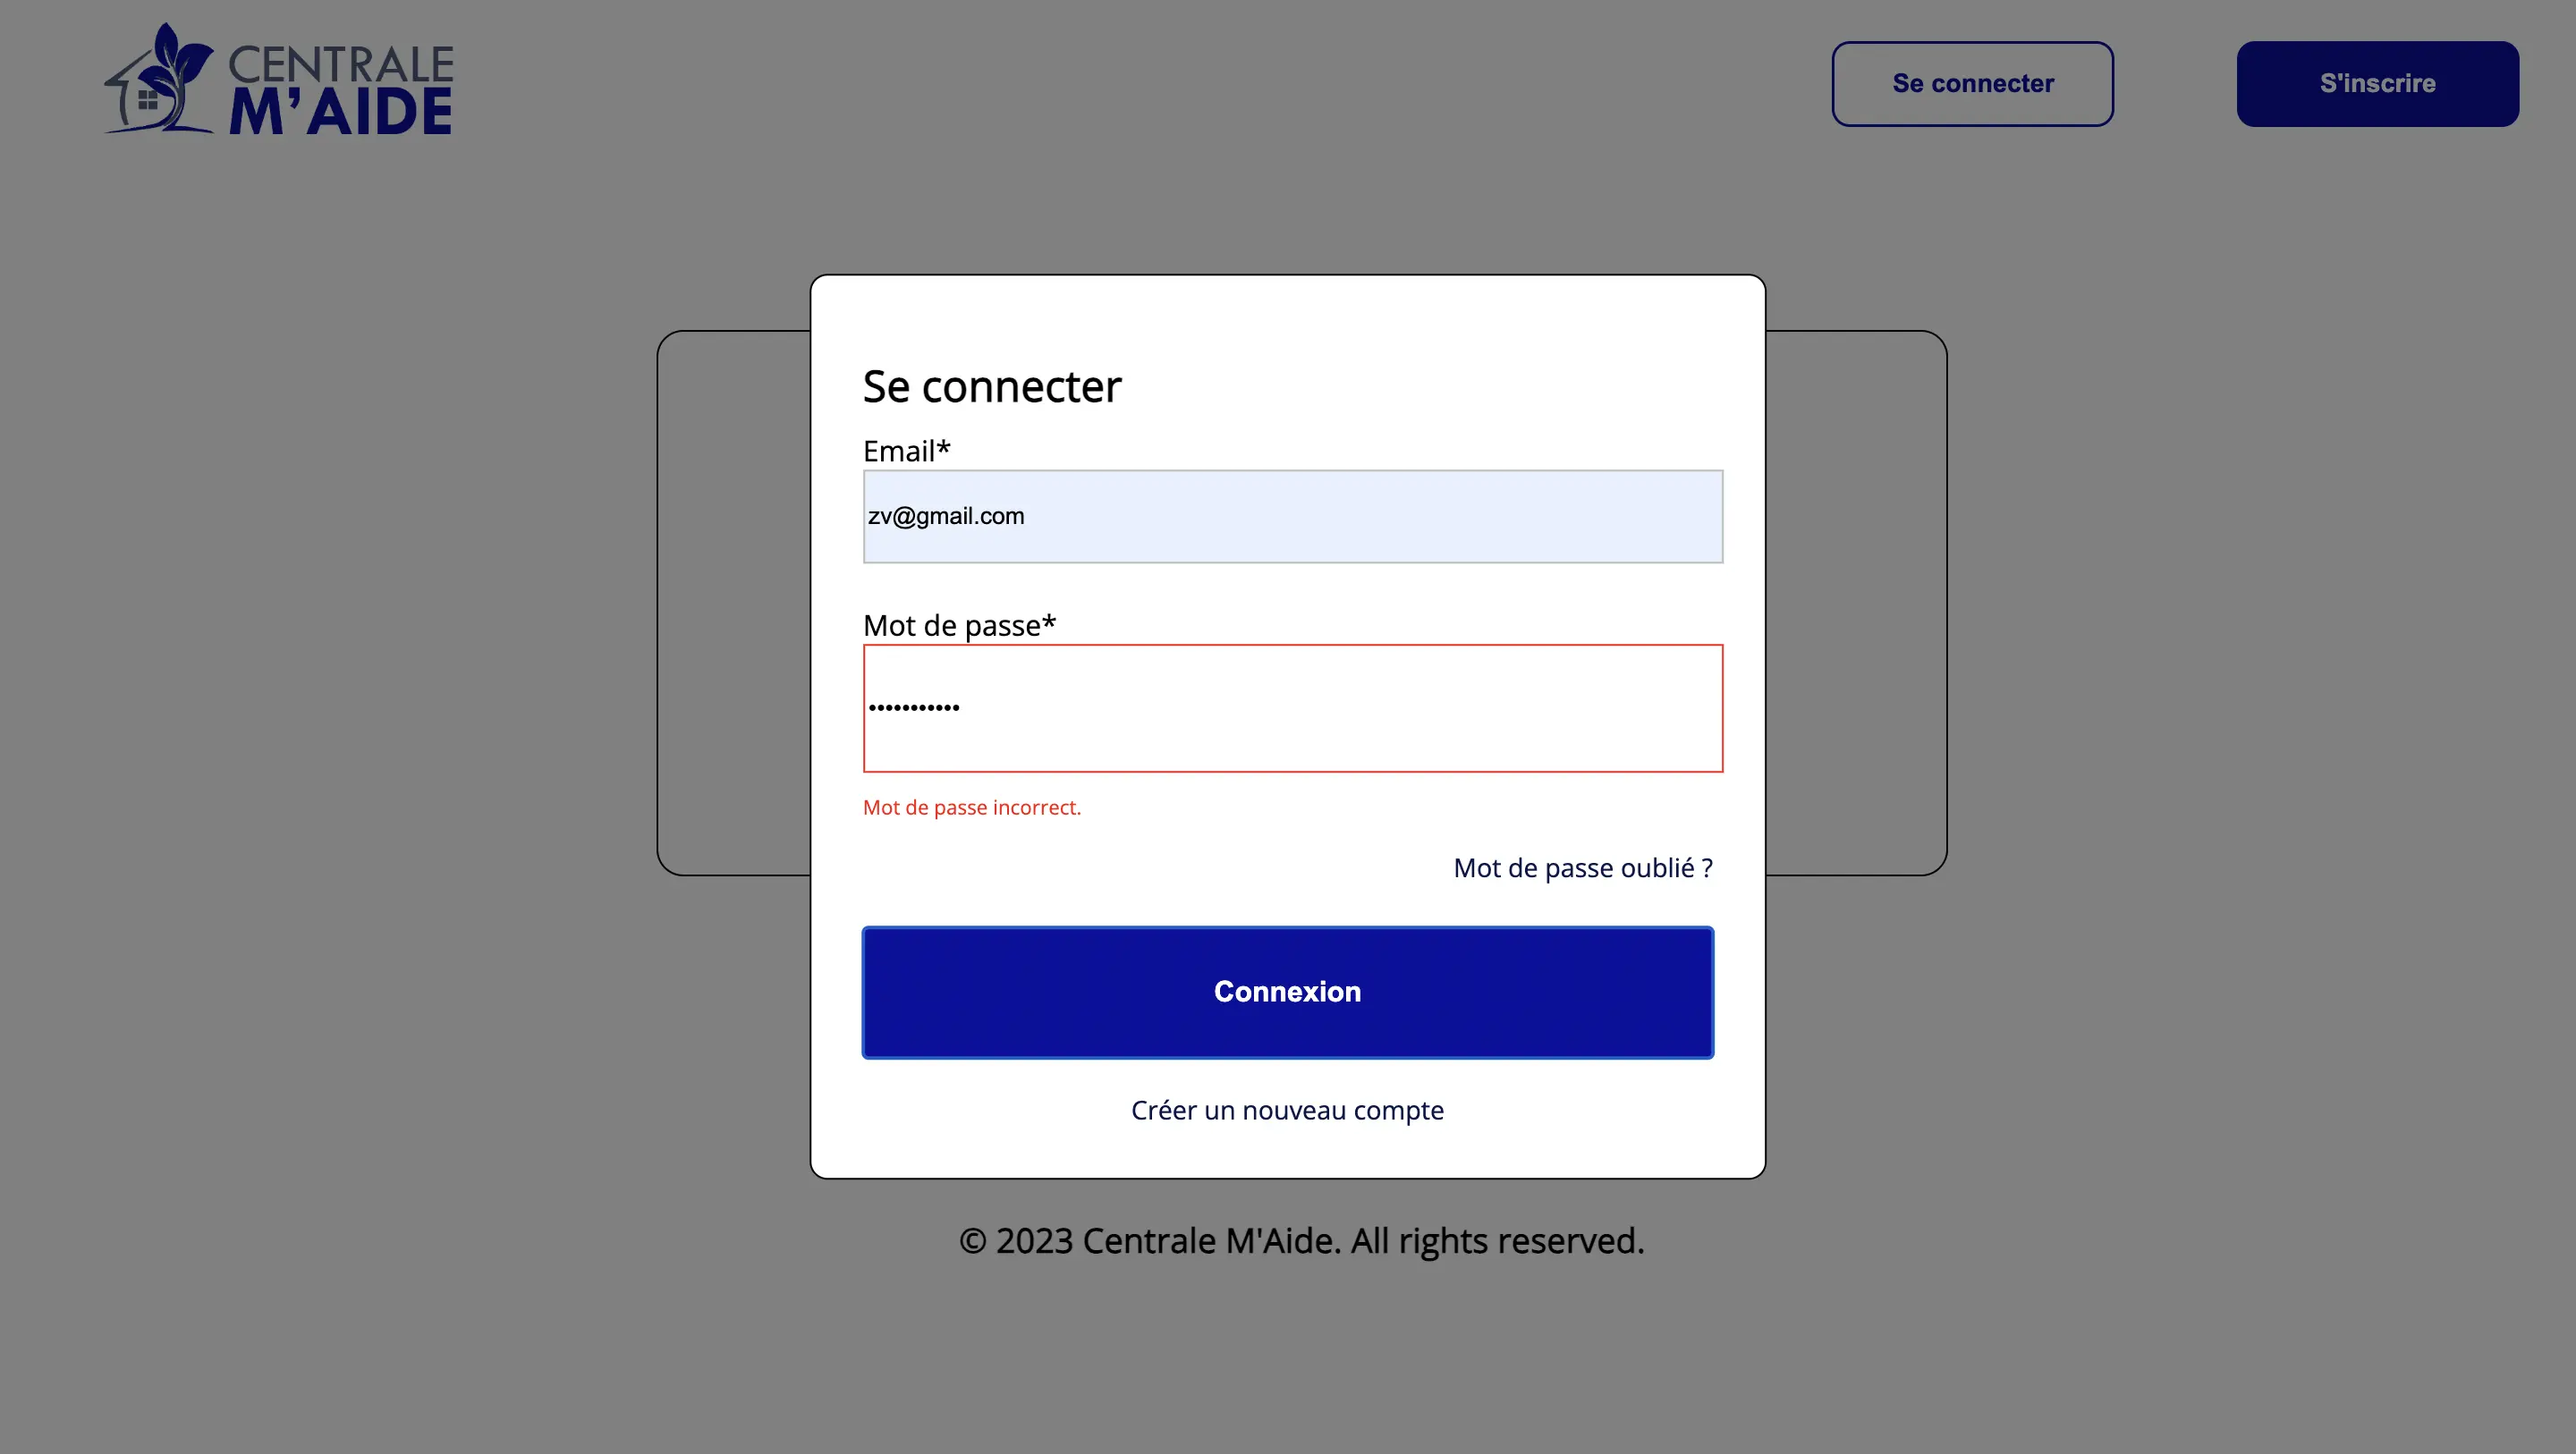 CENTRALE
M'AIDE
Se connecter
S'inscrire
Se connecter
Email*
zv@gmail.com
Mot de passe*
•••••••••••
Mot de passe incorrect.
Mot de passe oublié ?
Connexion
Créer un nouveau compte
© 2023 Centrale M'Aide. All rights reserved.